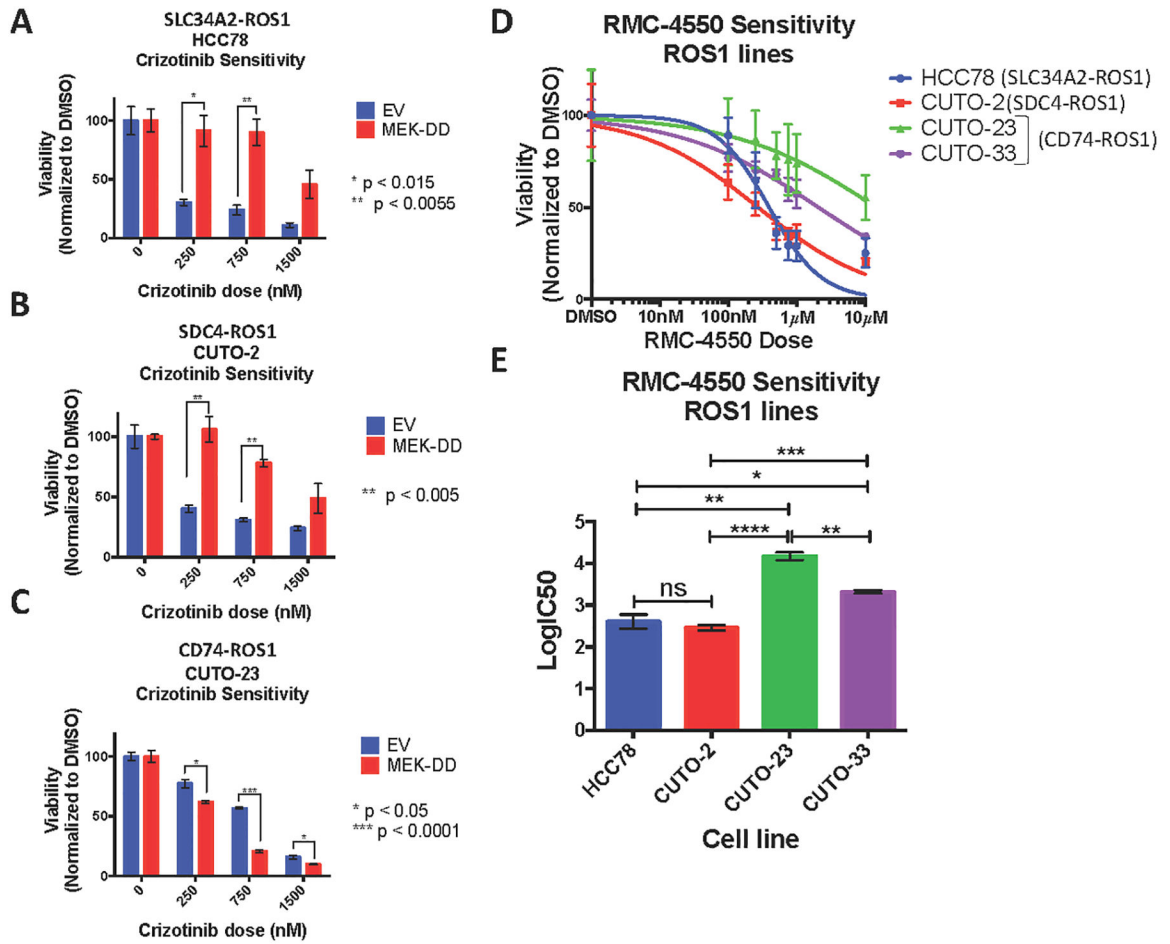 A
SLC34A2-ROS1
HCC78
Crizotinib Sensitivity
Viability
(Normalized to DMSO)
100
50
0
* **
EV
MEK-DD
* p < 0.015
** p < 0.0055
0 250 750 1500
Crizotinib dose (nM)
B
SDC4-ROS1
CUTO-2
Crizotinib Sensitivity
Viability
(Normalized to DMSO)
100
50
0
** **
EV
MEK-DD
** p < 0.005
0 250 750 1500
Crizotinib dose (nM)
C
CD74-ROS1
CUTO-23
Crizotinib Sensitivity
Viability
(Normalized to DMSO)
100
50
0
* *** *
EV
MEK-DD
* p < 0.05
*** p < 0.0001
0 250 750 1500
Crizotinib dose (nM)
D
RMC-4550 Sensitivity
ROS1 lines
Viability
(Normalized to DMSO)
100
50
0
DMSO 10nM 100nM 1μM 10μM
RMC-4550 Dose
HCC78 (SLC34A2-ROS1)
CUTO-2(SDC4-ROS1)
CUTO-23
CUTO-33
(CD74-ROS1)
E
RMC-4550 Sensitivity
ROS1 lines
LogIC50
5
4
3
2
1
0
***
*
**
**** **
ns
HCC78 CUTO-2 CUTO-23 CUTO-33
Cell line